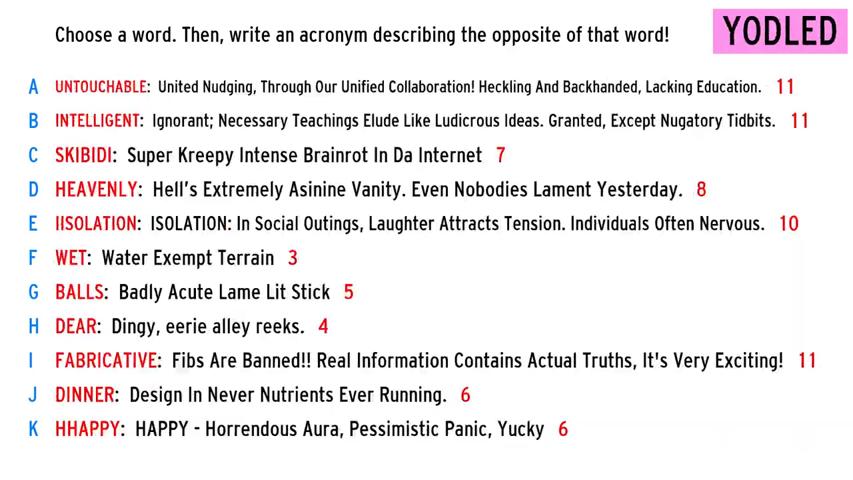 Choose a word. Then, write an acronym describing the opposite of that word!
YODLED
A UNTOUCHABLE: United Nudging, Through Our Unified Collaboration! Heckling And Backhanded, Lacking Education. 11
B INTELLIGENT: Ignorant; Necessary Teachings Elude Like Ludicrous Ideas. Granted, Except Nugatory Tidbits. 11
C SKIBIDI: Super Kreepy Intense Brainrot In Da Internet 7
D HEAVENLY: Hell's Extremely Asinine Vanity. Even Nobodies Lament Yesterday. 8
E IISOLATION: ISOLATION: In Social Outings, Laughter Attracts Tension. Individuals Often Nervous. 10
F WET: Water Exempt Terrain 3
G BALLS: Badly Acute Lame Lit Stick 5
H DEAR: Dingy, eerie alley reeks. 4
I FABRICATIVE: Fibs Are Banned!! Real Information Contains Actual Truths, It's Very Exciting! 11
J DINNER: Design In Never Nutrients Ever Running. 6
K HHAPPY: HAPPY - Horrendous Aura, Pessimistic Panic, Yucky 6